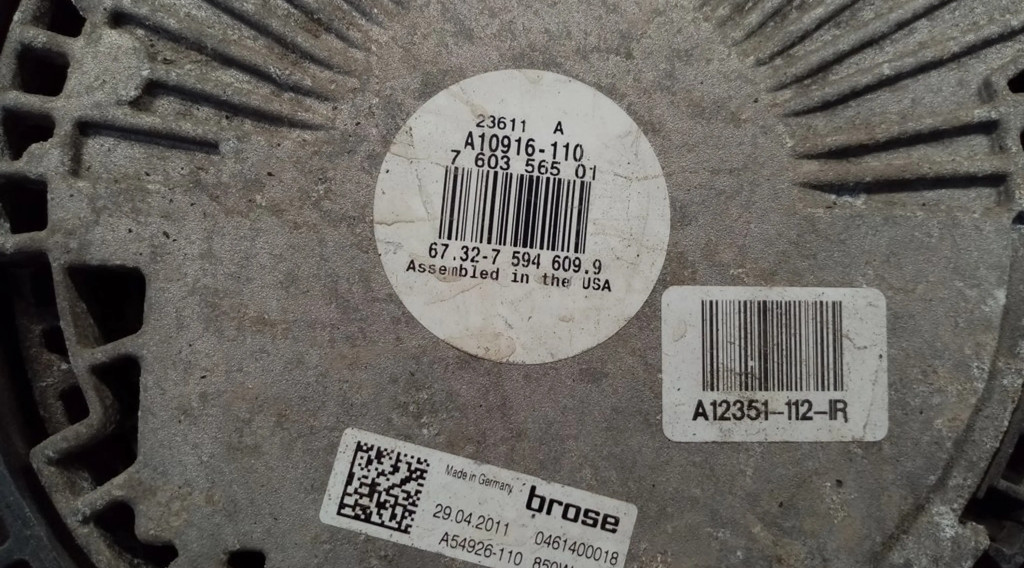 23611 A
A10916-110
7 603 565 01
67.32-7 594 609.9
Assembled in the USA
A12351-112-IR
Made in Germany
brose
29.04.2011 0461400018
A54926-110 850W